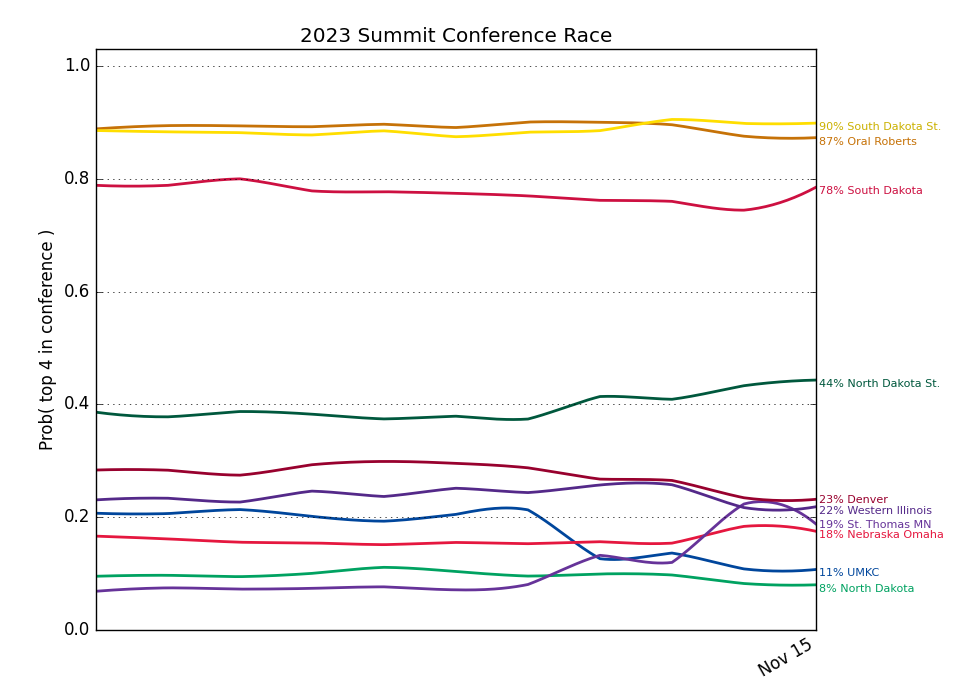 2023 Summit Conference Race
Prob( top 4 in conference )
1.0
0.8
0.6
0.4
0.2
0.0
90% South Dakota St.
87% Oral Roberts
78% South Dakota
44% North Dakota St.
23% Denver
22% Western Illinois
19% St. Thomas MN
18% Nebraska Omaha
11% UMKC
8% North Dakota
Nov 15